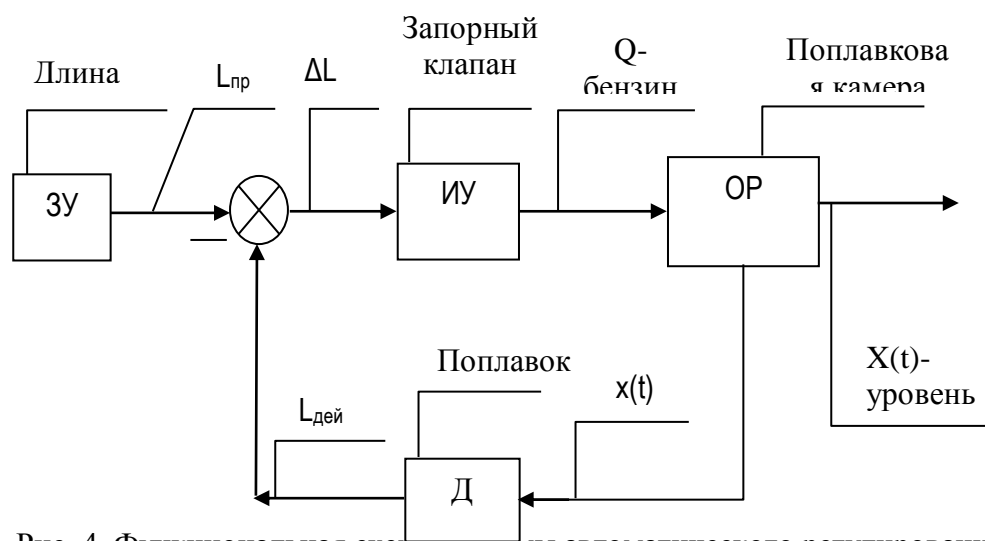 Длина
Lпр
ΔL
Запорный
клапан
Q-
бензин
Поплавкова
я камера
ЗУ
ИУ
ОР
X(t)-
уровень
Поплавок
x(t)
Lдей
Д
Рис. 4. Функциональная автоматического регулирования